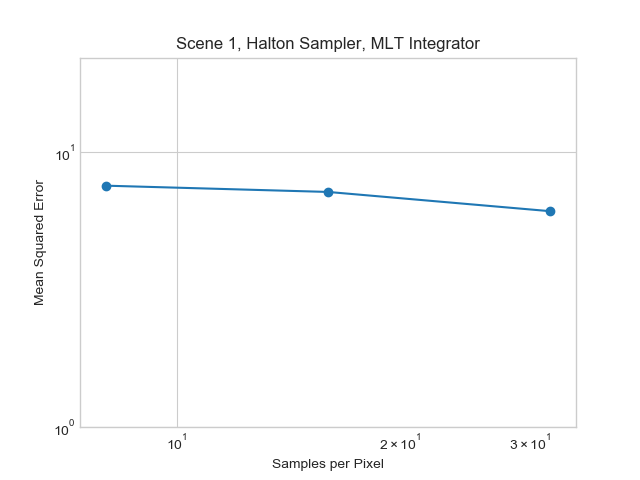 Scene 1, Halton Sampler, MLT Integrator
Mean Squared Error
10¹
10⁰
10¹
2 × 10¹
3 × 10¹
Samples per Pixel